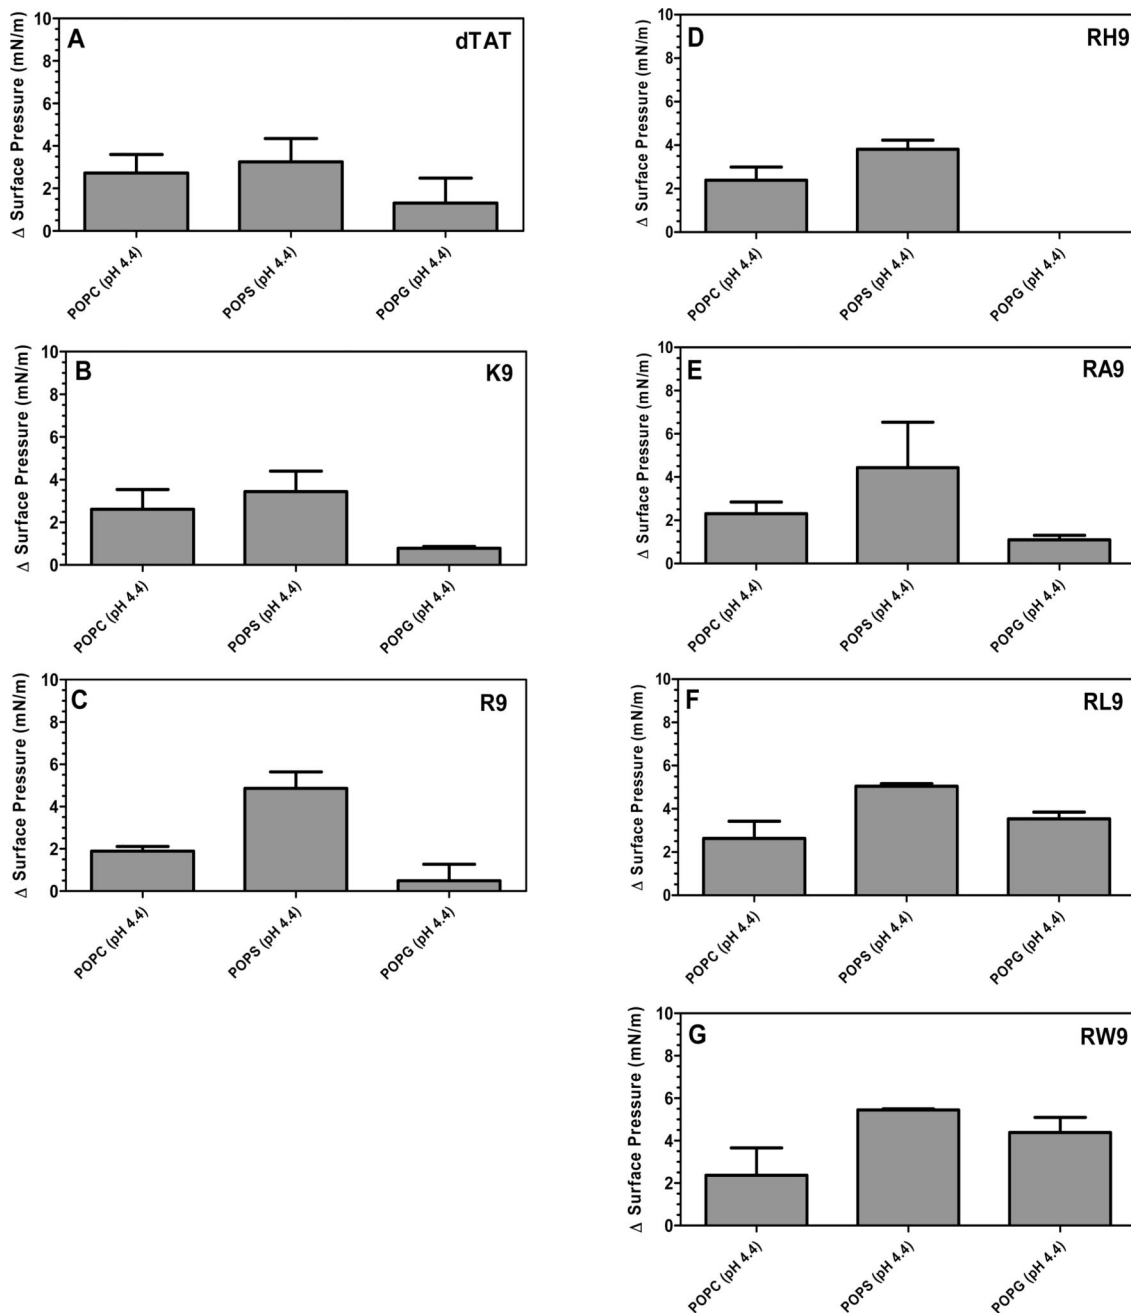 A
dTAT
Δ Surface Pressure (mN/m)
10
8
6
4
2
0
POPC (pH 4.4)
POPS (pH 4.4)
POPG (pH 4.4)
B
K9
Δ Surface Pressure (mN/m)
10
8
6
4
2
0
POPC (pH 4.4)
POPS (pH 4.4)
POPG (pH 4.4)
C
R9
Δ Surface Pressure (mN/m)
10
8
6
4
2
0
POPC (pH 4.4)
POPS (pH 4.4)
POPG (pH 4.4)
D
RH9
Δ Surface Pressure (mN/m)
10
8
6
4
2
0
POPC (pH 4.4)
POPS (pH 4.4)
POPG (pH 4.4)
E
RA9
Δ Surface Pressure (mN/m)
10
8
6
4
2
0
POPC (pH 4.4)
POPS (pH 4.4)
POPG (pH 4.4)
F
RL9
Δ Surface Pressure (mN/m)
10
8
6
4
2
0
POPC (pH 4.4)
POPS (pH 4.4)
POPG (pH 4.4)
G
RW9
Δ Surface Pressure (mN/m)
10
8
6
4
2
0
POPC (pH 4.4)
POPS (pH 4.4)
POPG (pH 4.4)